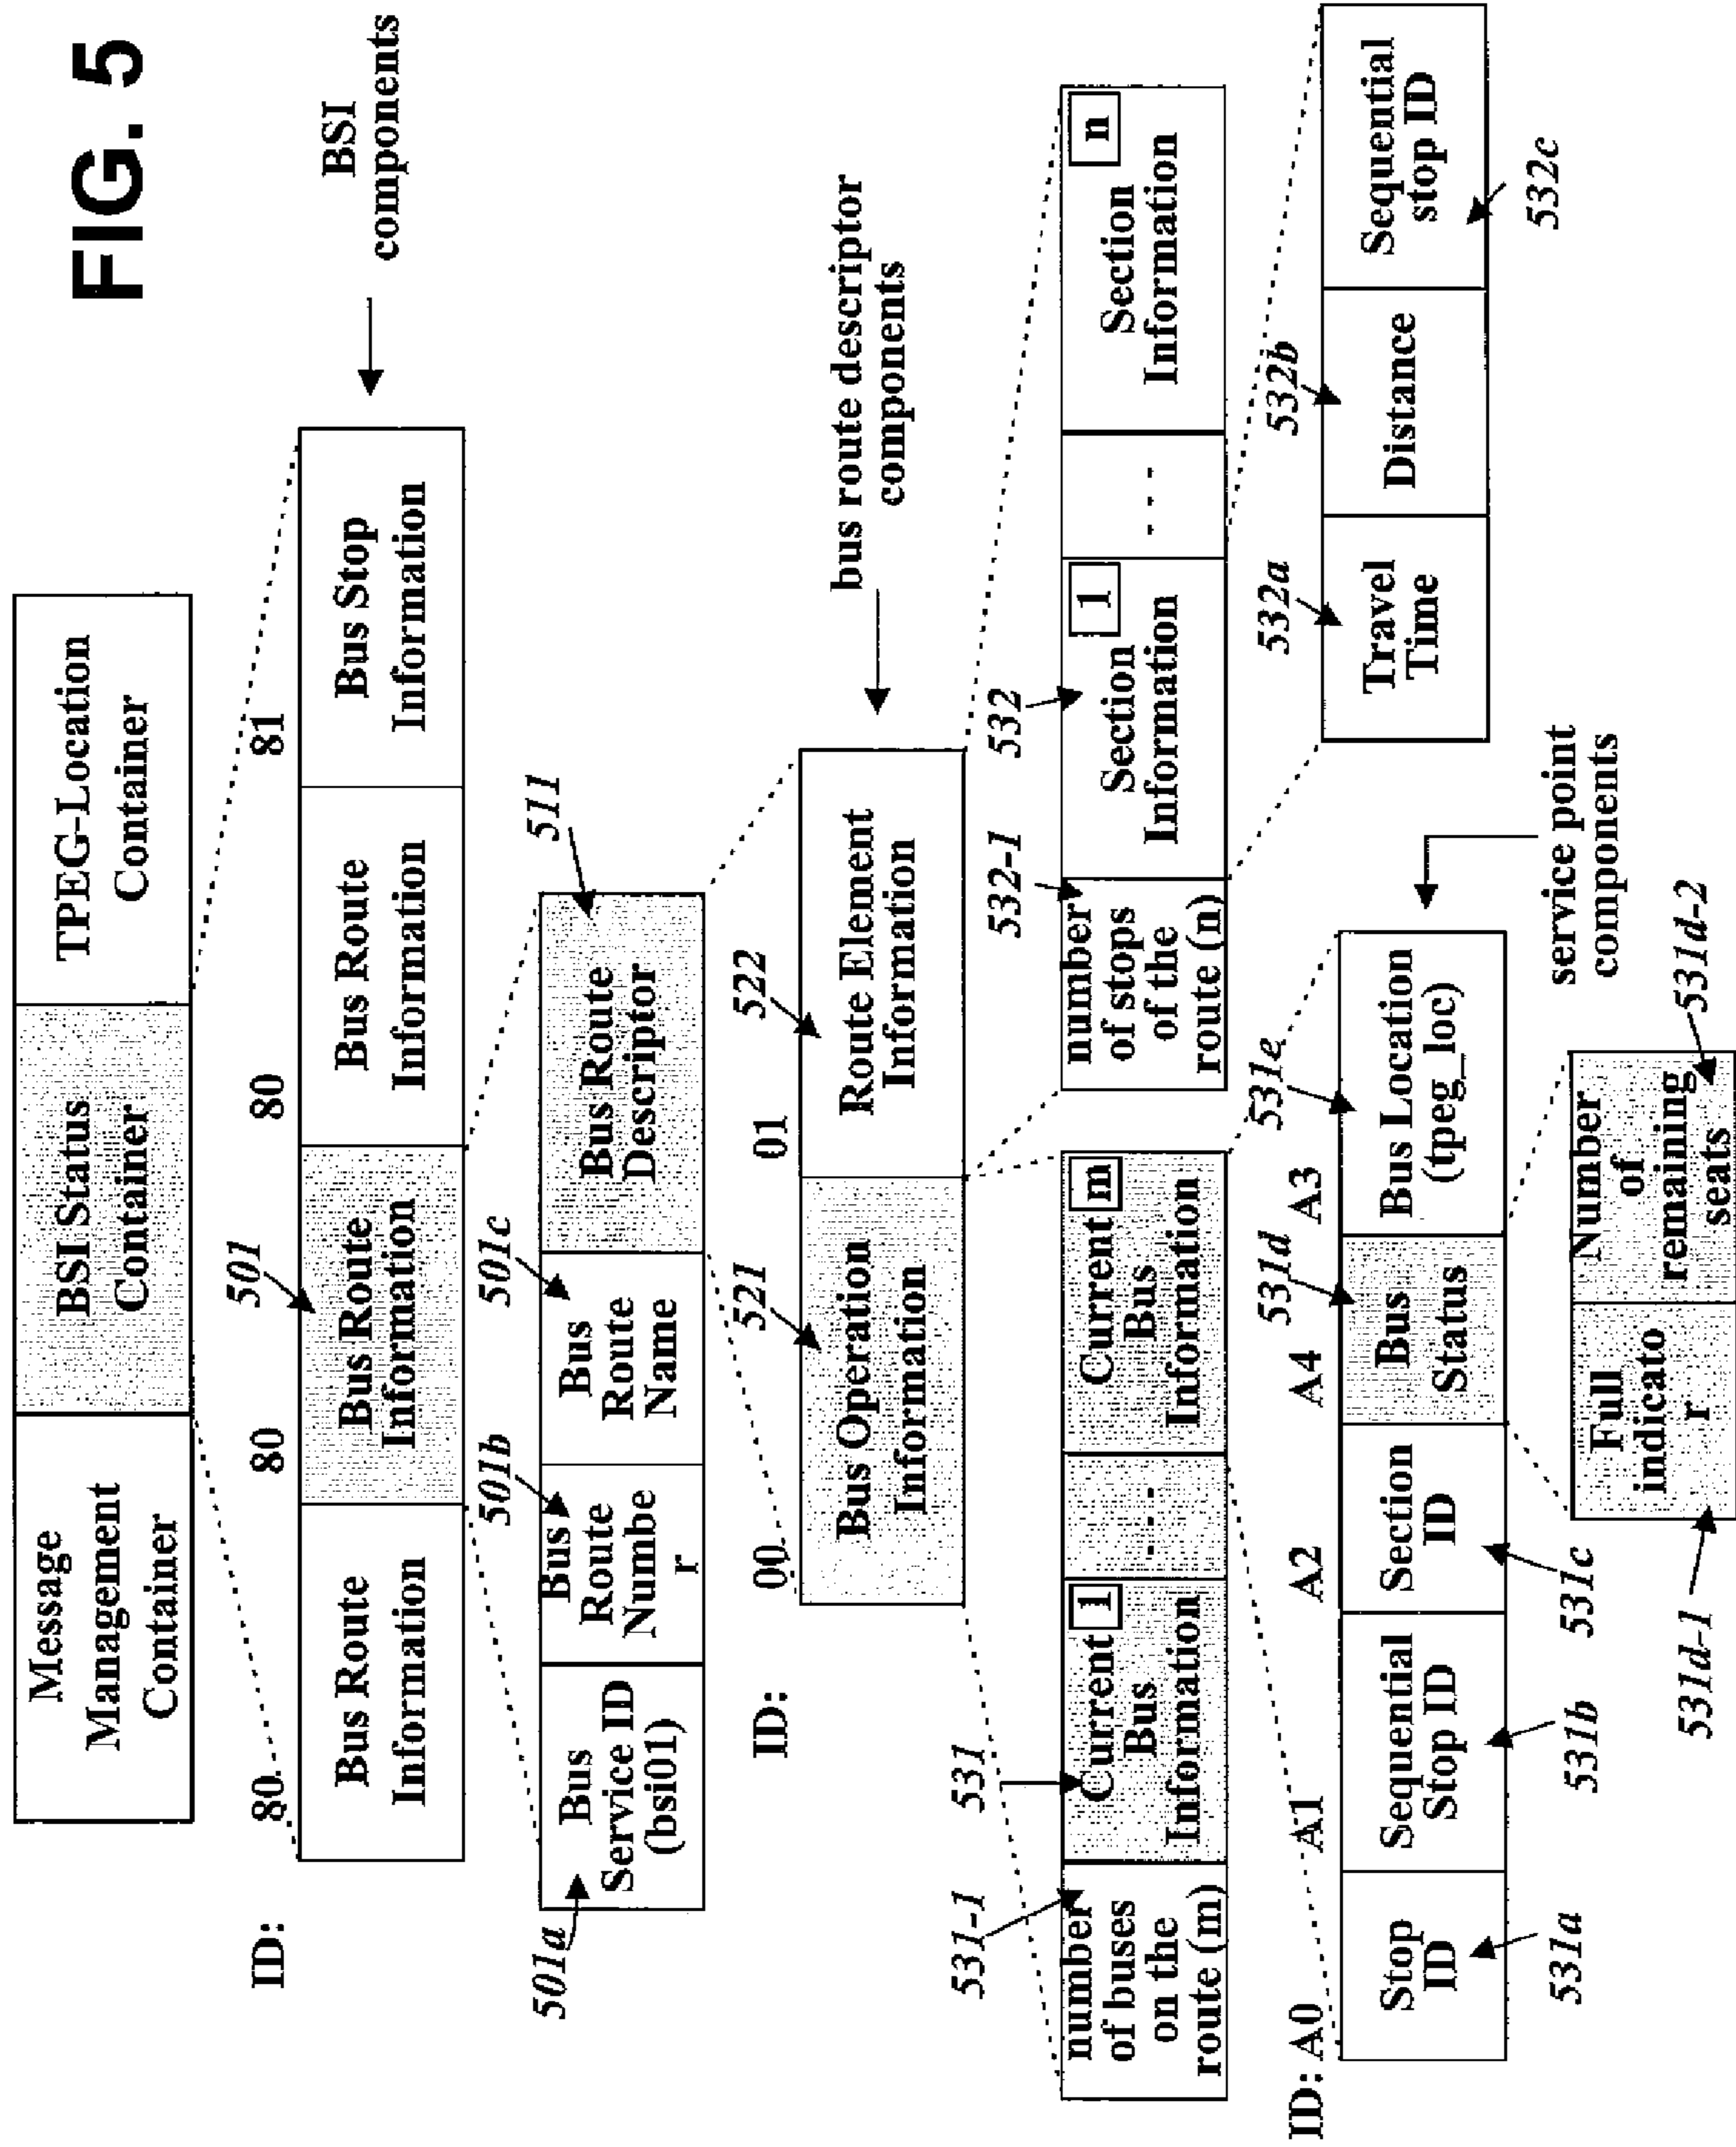 FIG. 5
Message
Management
Container
BSI Status
Container
TPEG-Location
Container
ID:
80
80
80
81
501
Bus Route
Information
Bus Route
Information
Bus Route
Information
Bus Stop
Information
BSI
components
501a
501b
501c
511
Bus
Service ID
(bsi01)
Bus
Route
Numbe
r
Bus
Route
Name
Bus Route
Descriptor
ID:
00
521
01
522
Bus Operation
Information
Route Element
Information
bus route descriptor
components
531-1
531
number
of buses
on the
route (m)
Current 1
Bus
Information
...
Current m
Bus
Information
532-1
532
number
of stops
of the
route (n)
Section 1
Information
...
Section n
Information
ID: A0
A1
A2
A4
A3
531d
531e
Stop
ID
Sequential
Stop ID
Section
ID
Bus
Status
Bus Location
(tpeg_loc)
531a
531b
531c
service point
components
532a
532b
Travel
Time
Distance
Sequential
stop ID
532c
531d-1
Full
indicato
r
Number
of
remaining
seats
531d-2